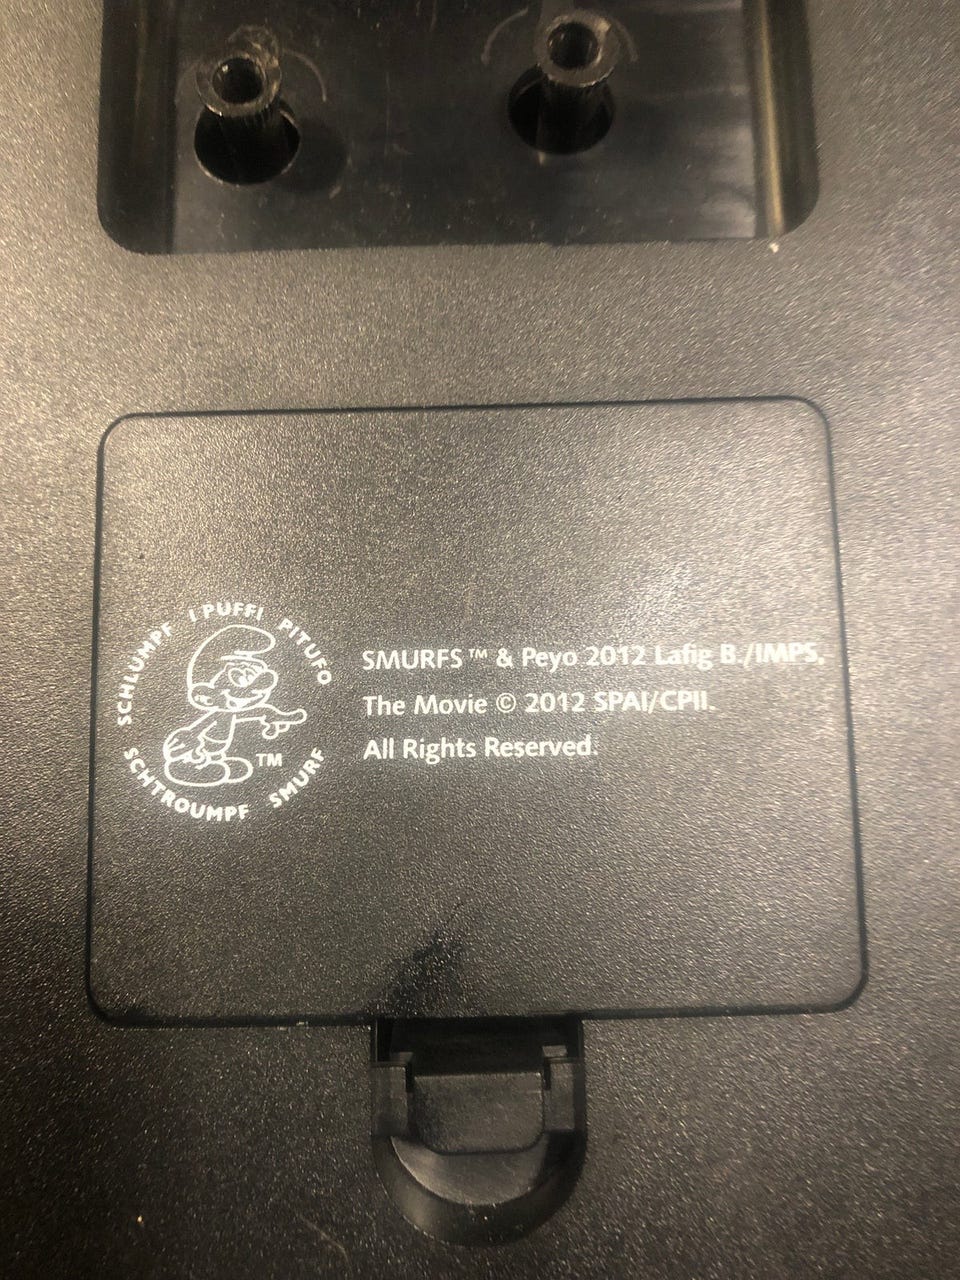 SCHLUMPF I PUFFI PITUFO
SCHTROUMPF SMURF
TM
SMURFS™ & Peyo 2012 Lafig B./IMPS.
The Movie © 2012 SPAI/CPII.
All Rights Reserved.